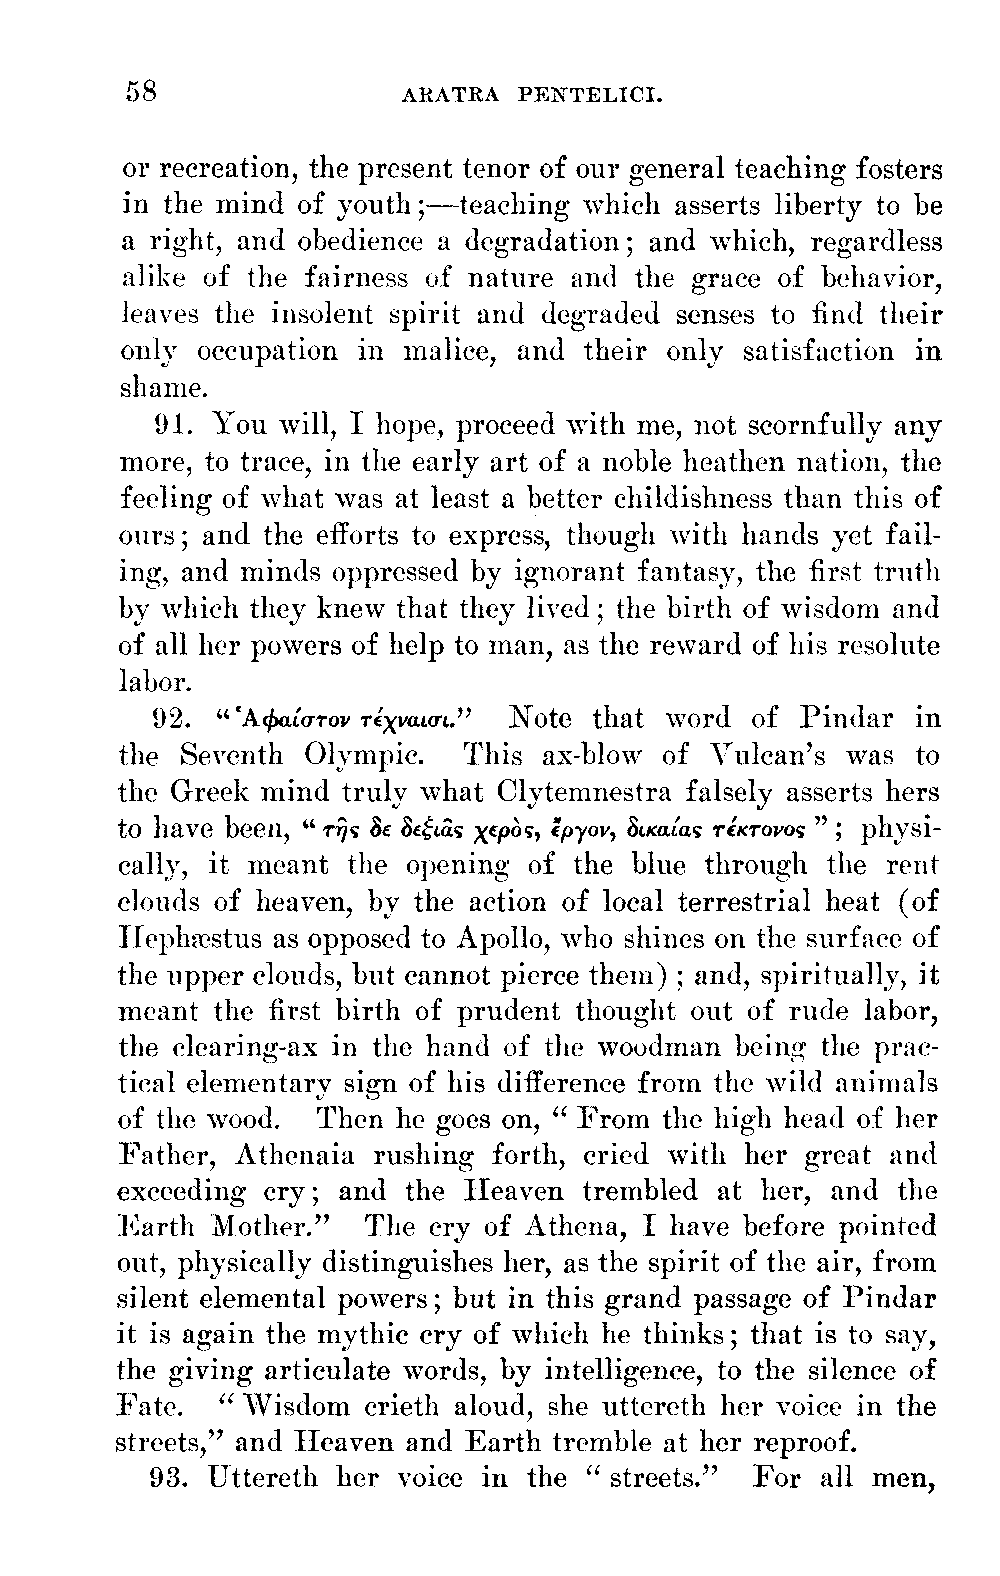 58 ARATRA PENTELICI.
or recreation, the present tenor of our general teaching fosters
in the mind of youth;—teaching which asserts liberty to be
a right, and obedience a degradation; and which, regardless
alike of the fairness of nature and the grace of behavior,
leaves the insolent spirit and degraded senses to find their
only occupation in malice, and their only satisfaction in
shame.
91. You will, I hope, proceed with me, not scornfully any
more, to trace, in the early art of a noble heathen nation, the
feeling of what was at least a better childishness than this of
ours; and the efforts to express, though with hands yet fail-
ing, and minds oppressed by ignorant fantasy, the first truth
by which they knew that they lived; the birth of wisdom and
of all her powers of help to man, as the reward of his resolute
labor.
92. “Ἁφαίστου τέχναισι.” Note that word of Pindar in
the Seventh Olympic. This ax-blow of Vulcan’s was to
the Greek mind truly what Clytemnestra falsely asserts hers
to have been, “τῆς δε δεξιᾶς χερὸς, ἔργον, δικαίας τέκτονος”; physi-
cally, it meant the opening of the blue through the rent
clouds of heaven, by the action of local terrestrial heat (of
Hephæstus as opposed to Apollo, who shines on the surface of
the upper clouds, but cannot pierce them); and, spiritually, it
meant the first birth of prudent thought out of rude labor,
the clearing-ax in the hand of the woodman being the prac-
tical elementary sign of his difference from the wild animals
of the wood. Then he goes on, “From the high head of her
Father, Athenaia rushing forth, cried with her great and
exceeding cry; and the Heaven trembled at her, and the
Earth Mother.” The cry of Athena, I have before pointed
out, physically distinguishes her, as the spirit of the air, from
silent elemental powers; but in this grand passage of Pindar
it is again the mythic cry of which he thinks; that is to say,
the giving articulate words, by intelligence, to the silence of
Fate. “Wisdom crieth aloud, she uttereth her voice in the
streets,” and Heaven and Earth tremble at her reproof.
93. Uttereth her voice in the “streets.” For all men,